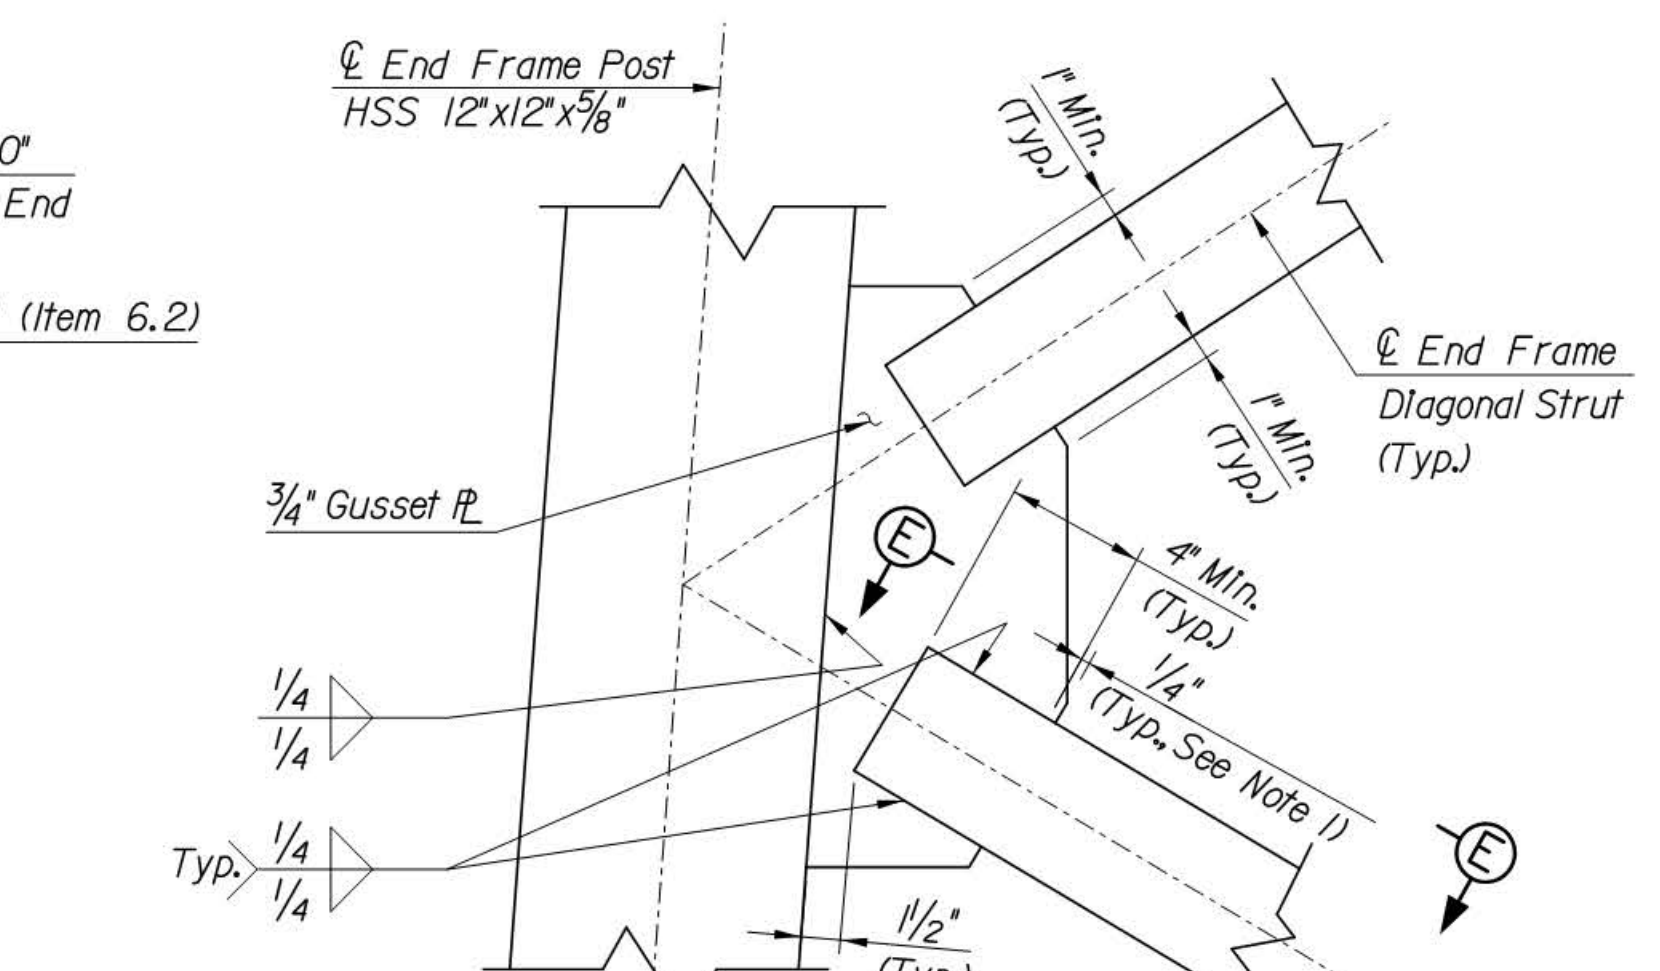 ℄ End Frame Post
HSS 12"x12"x5/8"
0"
End
(Item 6.2)
1" Min.
(Typ.)
℄ End Frame
Diagonal Strut
(Typ.)
1" Min.
(Typ.)
3/4" Gusset ℙL
E
4" Min.
(Typ.)
1/4"
(Typ., See Note 1)
1/4
1/4
Typ.
1/4
1/4
E
1 1/2"
(Typ.)